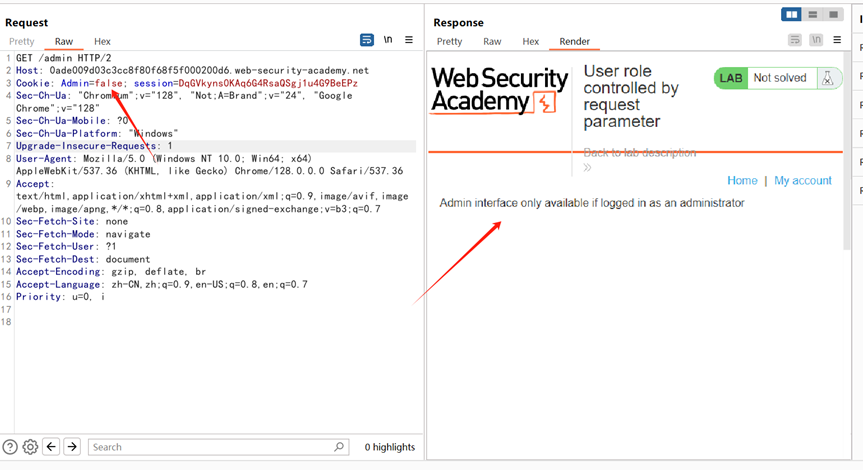 Request
Pretty Raw Hex
\n
1 GET /admin HTTP/2
2 Host: 0ade009d03c3cc8f80f68f5f000200d6.web-security-academy.net
3 Cookie: Admin=false; session=DqGVkynsOKAq6G4RsaQSgj1u4G9BeEPz
4 Sec-Ch-Ua: "Chromium";v="128", "Not;A=Brand";v="24", "Google
Chrome";v="128"
5 Sec-Ch-Ua-Mobile: ?0
6 Sec-Ch-Ua-Platform: "Windows"
7 Upgrade-Insecure-Requests: 1
8 User-Agent: Mozilla/5.0 (Windows NT 10.0; Win64; x64)
AppleWebKit/537.36 (KHTML, like Gecko) Chrome/128.0.0.0 Safari/537.36
9 Accept:
text/html,application/xhtml+xml,application/xml;q=0.9,image/avif,image
/webp,image/apng,*/*;q=0.8,application/signed-exchange;v=b3;q=0.7
10 Sec-Fetch-Site: none
11 Sec-Fetch-Mode: navigate
12 Sec-Fetch-User: ?1
13 Sec-Fetch-Dest: document
14 Accept-Encoding: gzip, deflate, br
15 Accept-Language: zh-CN,zh;q=0.9,en-US;q=0.8,en;q=0.7
16 Priority: u=0, i
17
18
Search
0 highlights
Response
Pretty Raw Hex Render
\n
Web Security
Academy
User role
controlled by
request
parameter
LAB Not solved
Back to lab description
Home | My account
Admin interface only available if logged in as an administrator